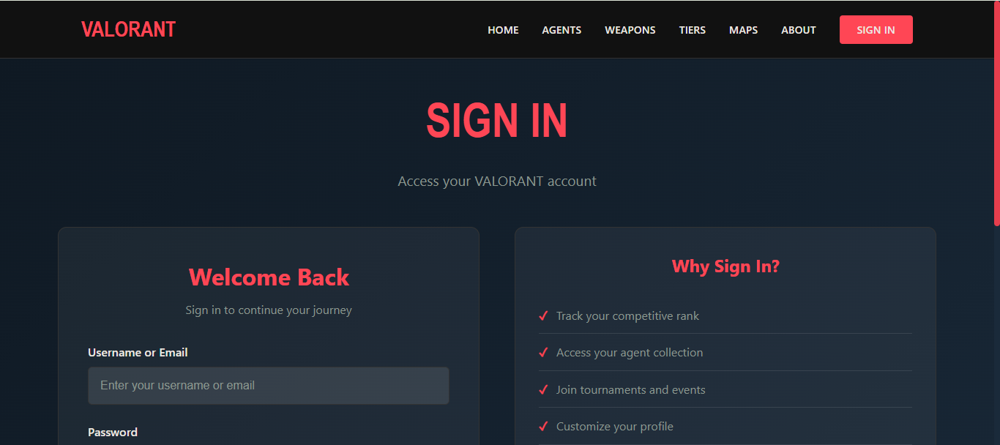 VALORANT
HOME AGENTS WEAPONS TIERS MAPS ABOUT SIGN IN
SIGN IN
Access your VALORANT account
Welcome Back
Sign in to continue your journey
Username or Email
Enter your username or email
Password
Why Sign In?
✓ Track your competitive rank
✓ Access your agent collection
✓ Join tournaments and events
✓ Customize your profile